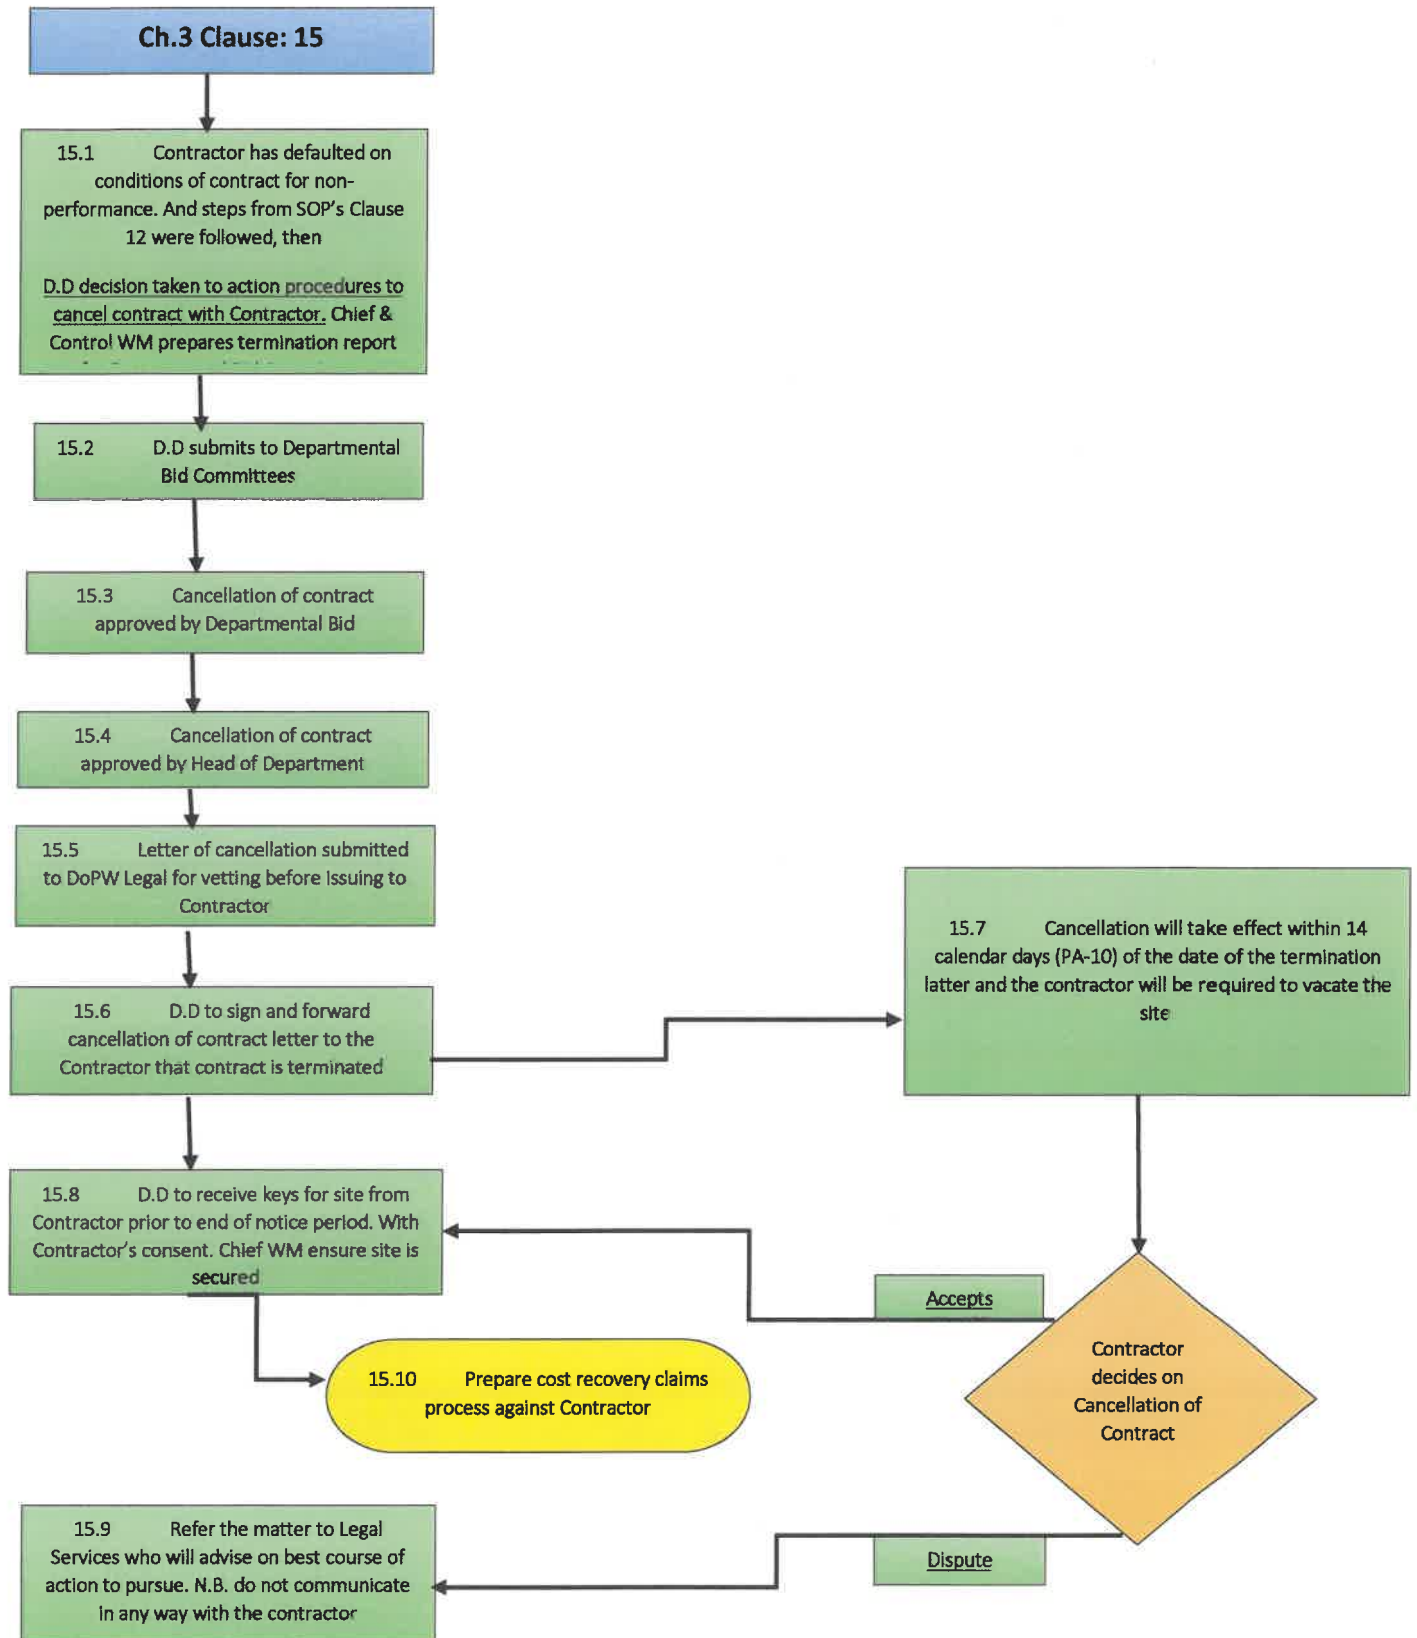 Ch.3 Clause: 15
15.1 Contractor has defaulted on
conditions of contract for non-
performance. And steps from SOP's Clause
12 were followed, then
D.D decision taken to action procedures to
cancel contract with Contractor. Chief &
Control WM prepares termination report
15.2 D.D submits to Departmental
Bid Committees
15.3 Cancellation of contract
approved by Departmental Bid
15.4 Cancellation of contract
approved by Head of Department
15.5 Letter of cancellation submitted
to DoPW Legal for vetting before issuing to
Contractor
15.6 D.D to sign and forward
cancellation of contract letter to the
Contractor that contract is terminated
15.7 Cancellation will take effect within 14
calendar days (PA-10) of the date of the termination
latter and the contractor will be required to vacate the
site
15.8 D.D to receive keys for site from
Contractor prior to end of notice period. With
Contractor's consent. Chief WM ensure site is
secured
Accepts
Contractor
decides on
Cancellation of
Contract
15.10 Prepare cost recovery claims
process against Contractor
Dispute
15.9 Refer the matter to Legal
Services who will advise on best course of
action to pursue. N.B. do not communicate
in any way with the contractor